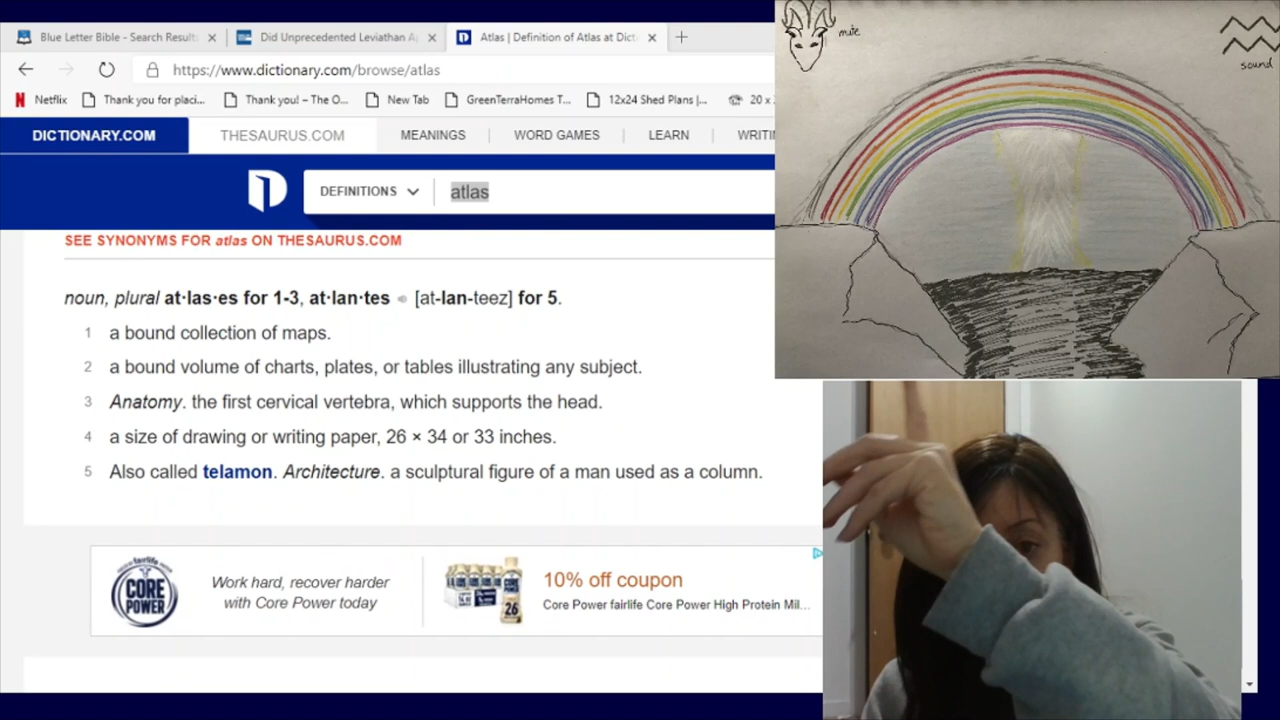 Blue Letter Bible - Search Result
Did Unprecedented Leviathan A
Atlas | Definition of Atlas at Dict
https://www.dictionary.com/browse/atlas
Netflix
Thank you for placi...
Thank you! – The O...
New Tab
GreenTerraHomes T...
12x24 Shed Plans |...
20 x
DICTIONARY.COM
THESAURUS.COM
MEANINGS
WORD GAMES
LEARN
WRITI
DEFINITIONS
atlas
SEE SYNONYMS FOR atlas ON THESAURUS.COM
noun, plural at·las·es for 1-3, at·lan·tes [at-lan-teez] for 5.
1 a bound collection of maps.
2 a bound volume of charts, plates, or tables illustrating any subject.
3 Anatomy. the first cervical vertebra, which supports the head.
4 a size of drawing or writing paper, 26 × 34 or 33 inches.
5 Also called telamon. Architecture. a sculptural figure of a man used as a column.
fairlife
CORE
POWER
Work hard, recover harder
with Core Power today
26
10% off coupon
Core Power fairlife Core Power High Protein Mil...
mute
sound